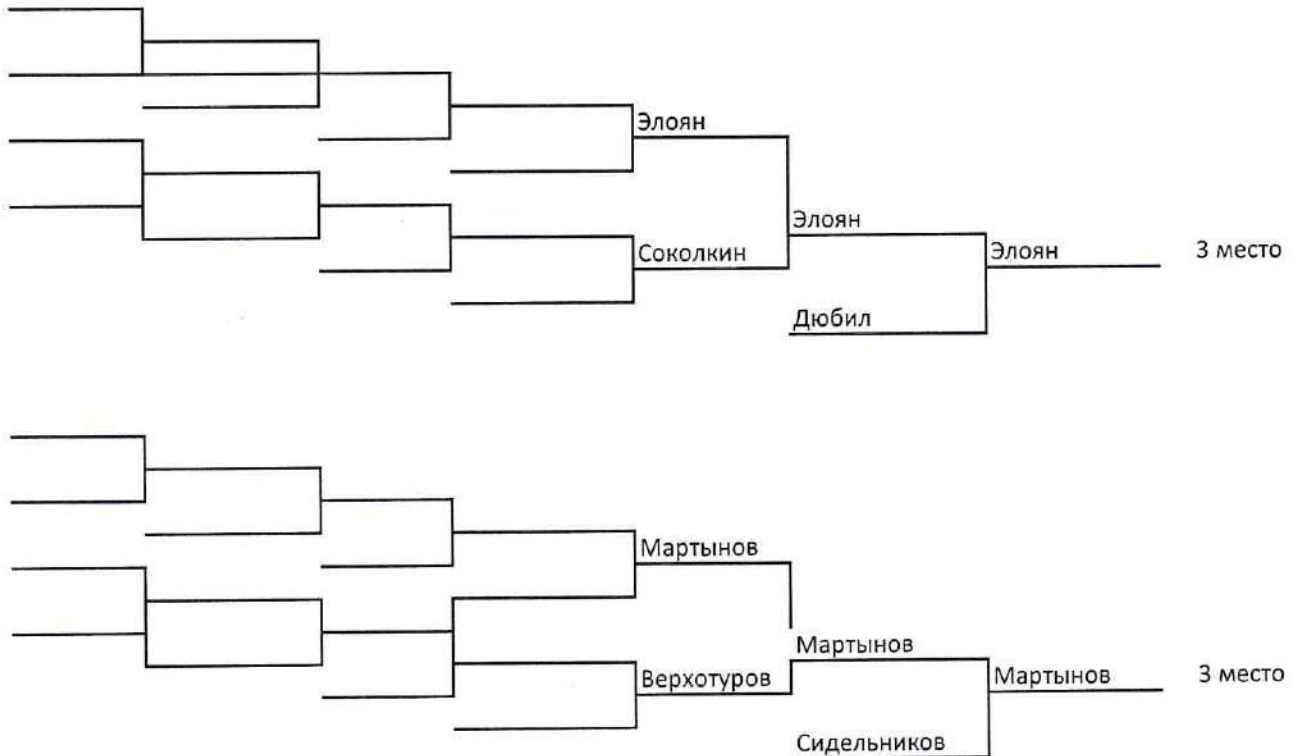 Элоян
Элоян
Соколкин
Элоян
3 место
Дюбил
Мартынов
Мартынов
Верхотуров
Мартынов
3 место
Сидельников